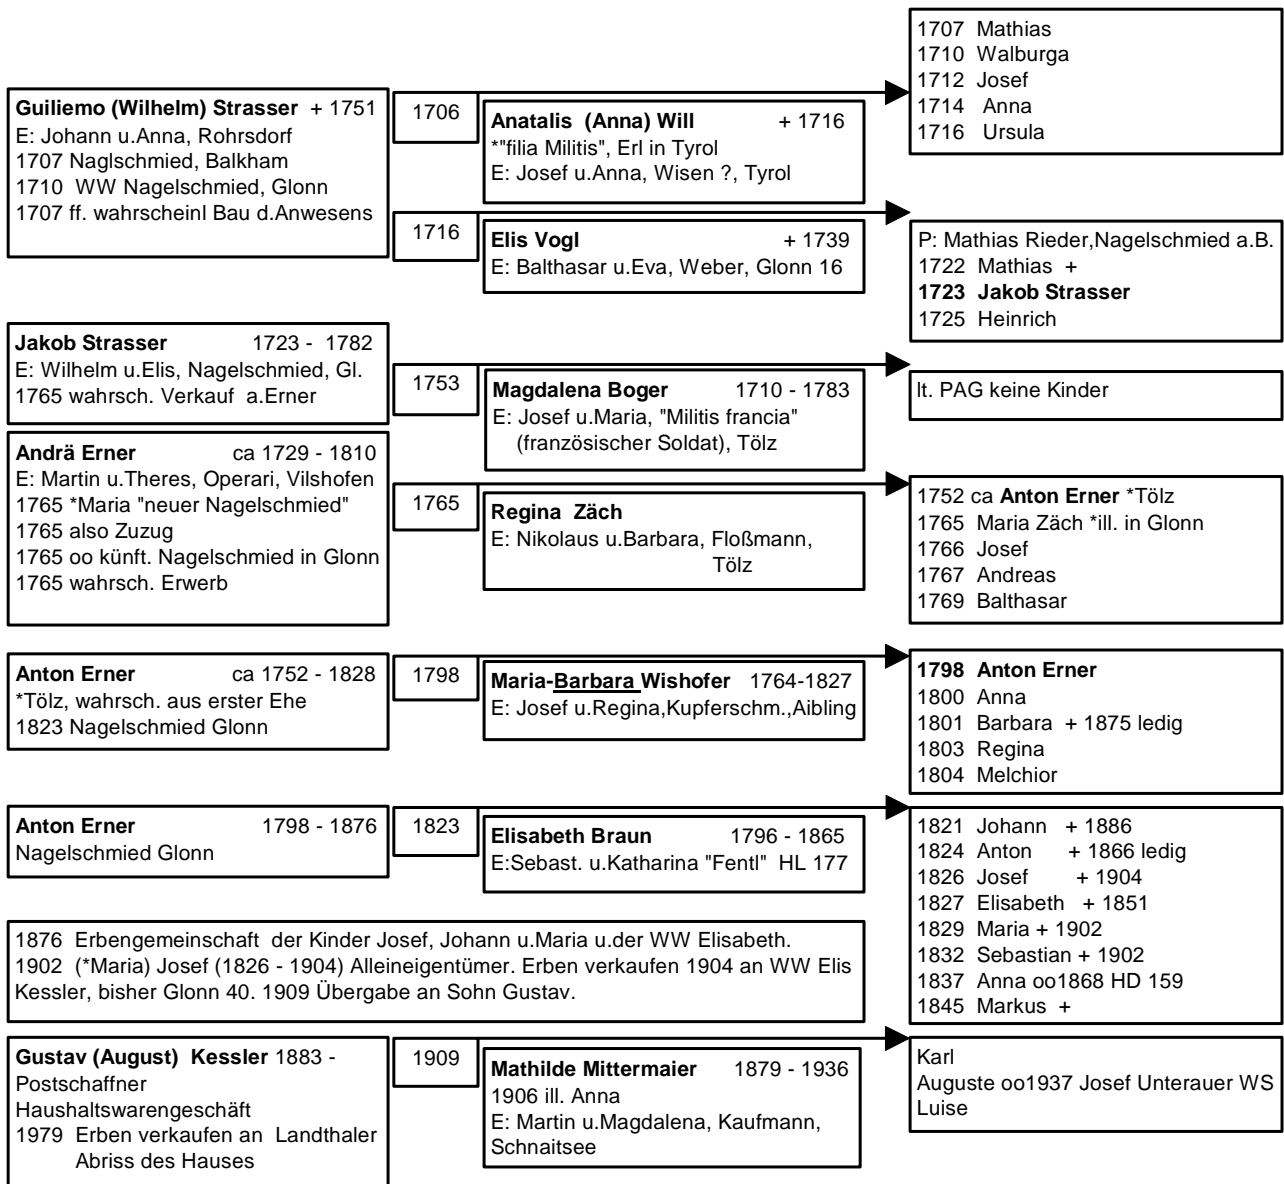 Guiliemo (Wilhelm) Strasser + 1751
E: Johann u.Anna, Rohrsdorf
1707 Naglschmied, Balkham
1710 WW Nagelschmied, Glonn
1707 ff. wahrscheinl Bau d.Anwesens
1706
Anatalis (Anna) Will + 1716
*"filia Militis", Erl in Tyrol
E: Josef u.Anna, Wisen ?, Tyrol
1707 Mathias
1710 Walburga
1712 Josef
1714 Anna
1716 Ursula
1716
Elis Vogl + 1739
E: Balthasar u.Eva, Weber, Glonn 16
P: Mathias Rieder,Nagelschmied a.B.
1722 Mathias +
1723 Jakob Strasser
1725 Heinrich
Jakob Strasser 1723 - 1782
E: Wilhelm u.Elis, Nagelschmied, Gl.
1765 wahrsch. Verkauf a.Erner
1753
Magdalena Boger 1710 - 1783
E: Josef u.Maria, "Militis francia"
(französischer Soldat), Tölz
lt. PAG keine Kinder
Andrä Erner ca 1729 - 1810
E: Martin u.Theres, Operari, Vilshofen
1765 *Maria "neuer Nagelschmied"
1765 also Zuzug
1765 oo künft. Nagelschmied in Glonn
1765 wahrsch. Erwerb
1765
Regina Zäch
E: Nikolaus u.Barbara, Floßmann,
Tölz
1752 ca Anton Erner *Tölz
1765 Maria Zäch *ill. in Glonn
1766 Josef
1767 Andreas
1769 Balthasar
Anton Erner ca 1752 - 1828
*Tölz, wahrsch. aus erster Ehe
1823 Nagelschmied Glonn
1798
Maria-Barbara Wishofer 1764-1827
E: Josef u.Regina,Kupferschm.,Aibling
1798 Anton Erner
1800 Anna
1801 Barbara + 1875 ledig
1803 Regina
1804 Melchior
Anton Erner 1798 - 1876
Nagelschmied Glonn
1823
Elisabeth Braun 1796 - 1865
E:Sebast. u.Katharina "Fentl" HL 177
1821 Johann + 1886
1824 Anton + 1866 ledig
1826 Josef + 1904
1827 Elisabeth + 1851
1829 Maria + 1902
1832 Sebastian + 1902
1837 Anna oo1868 HD 159
1845 Markus +
1876 Erbengemeinschaft der Kinder Josef, Johann u.Maria u.der WW Elisabeth.
1902 (*Maria) Josef (1826 - 1904) Alleineigentümer. Erben verkaufen 1904 an WW Elis
Kessler, bisher Glonn 40. 1909 Übergabe an Sohn Gustav.
Gustav (August) Kessler 1883 -
Postschaffner
Haushaltswarengeschäft
1979 Erben verkaufen an Landthaler
Abriss des Hauses
1909
Mathilde Mittermaier 1879 - 1936
1906 ill. Anna
E: Martin u.Magdalena, Kaufmann,
Schnaitsee
Karl
Auguste oo1937 Josef Unterauer WS
Luise